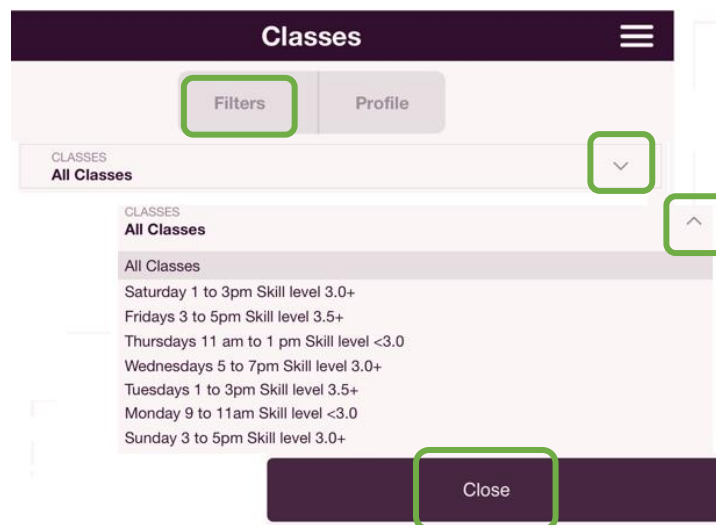 Classes
Filters Profile
CLASSES
All Classes
CLASSES
All Classes
All Classes
Saturday 1 to 3pm Skill level 3.0+
Fridays 3 to 5pm Skill level 3.5+
Thursdays 11 am to 1 pm Skill level <3.0
Wednesdays 5 to 7pm Skill level 3.0+
Tuesdays 1 to 3pm Skill level 3.5+
Monday 9 to 11am Skill level <3.0
Sunday 3 to 5pm Skill level 3.0+
Close